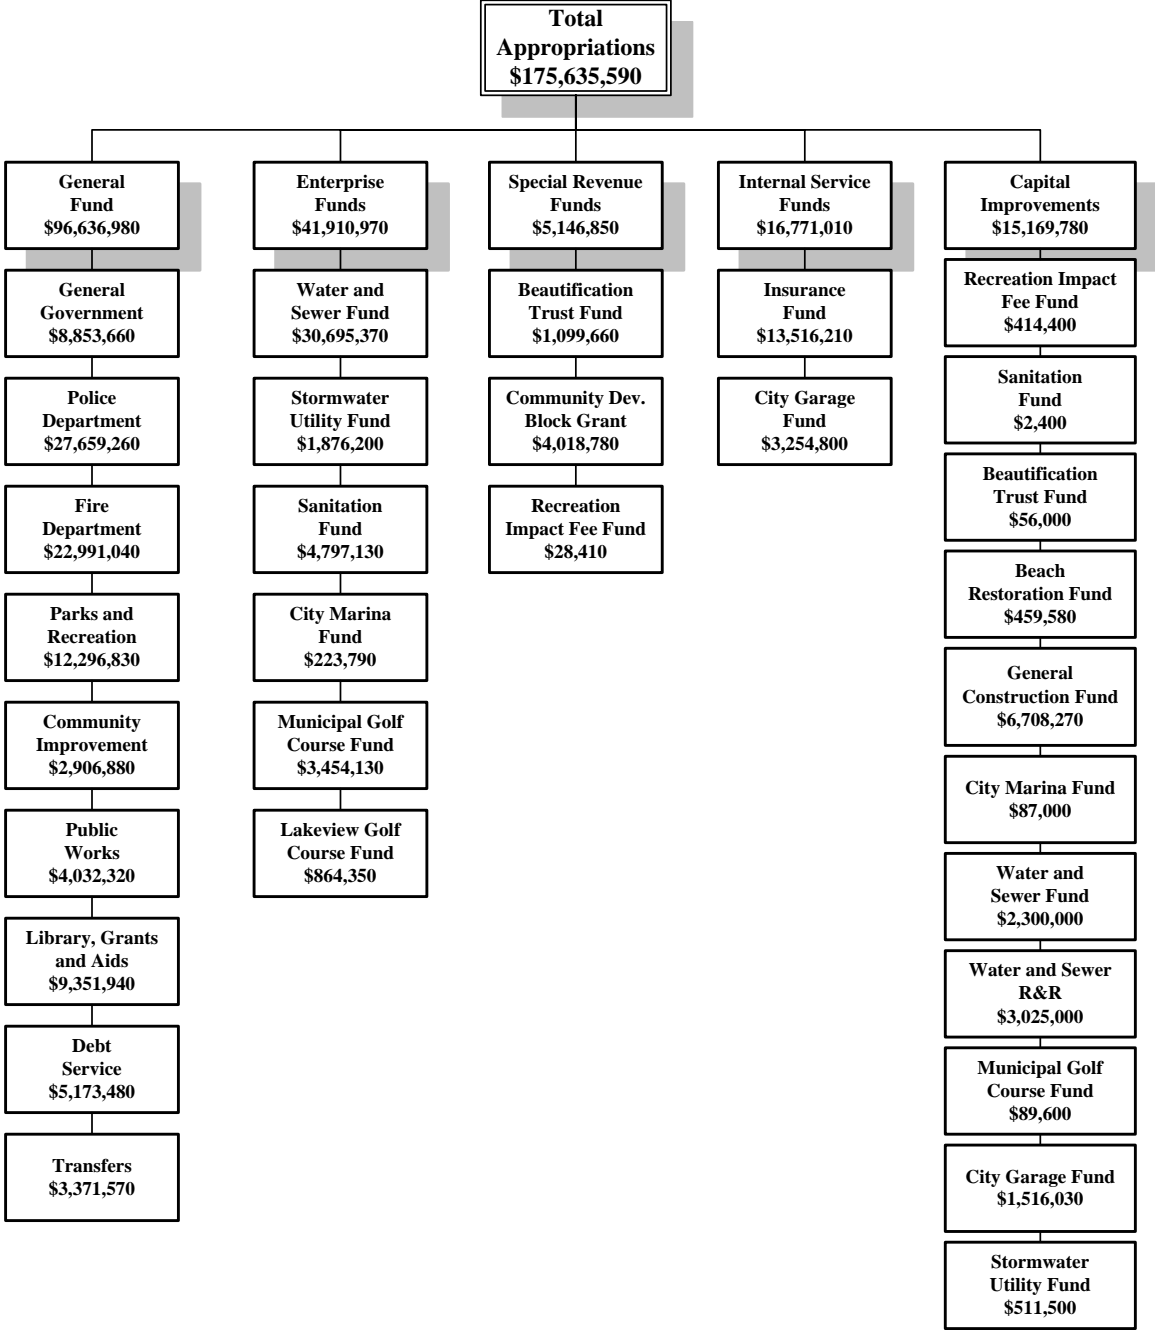 Total
Appropriations
$175,635,590
General
Fund
$96,636,980
General
Government
$8,853,660
Police
Department
$27,659,260
Fire
Department
$22,991,040
Parks and
Recreation
$12,296,830
Community
Improvement
$2,906,880
Public
Works
$4,032,320
Library, Grants
and Aids
$9,351,940
Debt
Service
$5,173,480
Transfers
$3,371,570
Enterprise
Funds
$41,910,970
Water and
Sewer Fund
$30,695,370
Stormwater
Utility Fund
$1,876,200
Sanitation
Fund
$4,797,130
City Marina
Fund
$223,790
Municipal Golf
Course Fund
$3,454,130
Lakeview Golf
Course Fund
$864,350
Special Revenue
Funds
$5,146,850
Beautification
Trust Fund
$1,099,660
Community Dev.
Block Grant
$4,018,780
Recreation
Impact Fee Fund
$28,410
Internal Service
Funds
$16,771,010
Insurance
Fund
$13,516,210
City Garage
Fund
$3,254,800
Capital
Improvements
$15,169,780
Recreation Impact
Fee Fund
$414,400
Sanitation
Fund
$2,400
Beautification
Trust Fund
$56,000
Beach
Restoration Fund
$459,580
General
Construction Fund
$6,708,270
City Marina Fund
$87,000
Water and
Sewer Fund
$2,300,000
Water and Sewer
R&R
$3,025,000
Municipal Golf
Course Fund
$89,600
City Garage Fund
$1,516,030
Stormwater
Utility Fund
$511,500